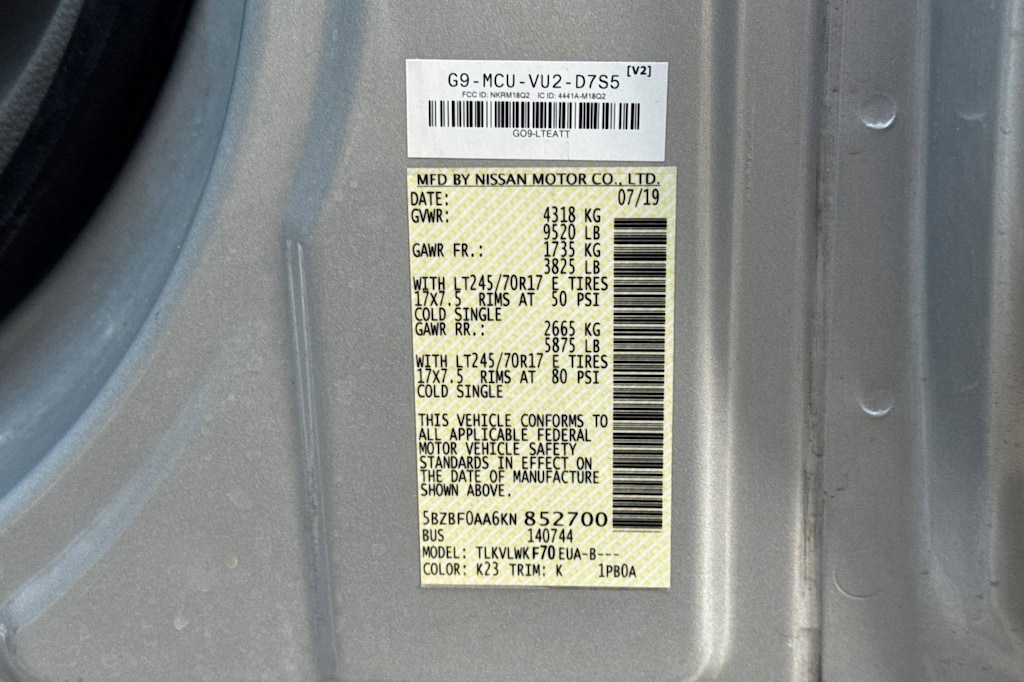 G9-MCU-VU2-D7S5 [V2]
FCC ID: NKRM18Q2 IC ID: 4441A-M18Q2
GO9-LTEATT
MFD BY NISSAN MOTOR CO., LTD.
DATE: 07/19
GVWR: 4318 KG
9520 LB
GAWR FR.: 1735 KG
3825 LB
WITH LT245/70R17 E TIRES
17X7.5 RIMS AT 50 PSI
COLD SINGLE
GAWR RR.: 2665 KG
5875 LB
WITH LT245/70R17 E TIRES
17X7.5 RIMS AT 80 PSI
COLD SINGLE
THIS VEHICLE CONFORMS TO
ALL APPLICABLE FEDERAL
MOTOR VEHICLE SAFETY
STANDARDS IN EFFECT ON
THE DATE OF MANUFACTURE
SHOWN ABOVE.
5BZBF0AA6KN 852700
BUS 140744
MODEL: TLKVLWKF70EUA-B---
COLOR: K23 TRIM: K 1PB0A